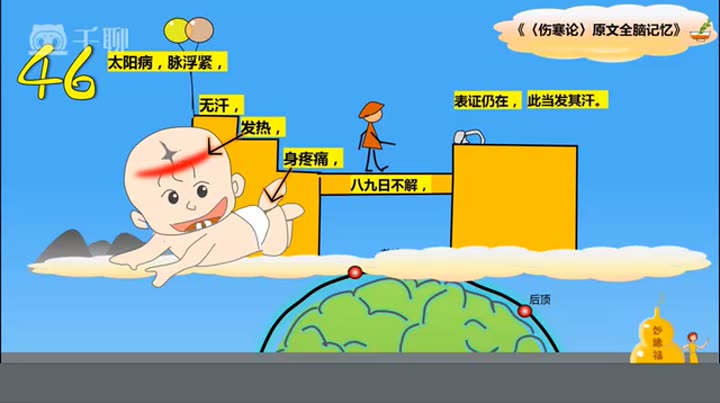 千聊
《〈伤寒论〉原文全脑记忆》
46
太阳病，脉浮紧，
无汗，
发热，
身疼痛，
八九日不解，
表证仍在， 此当发其汗。
后顶
妙缘福